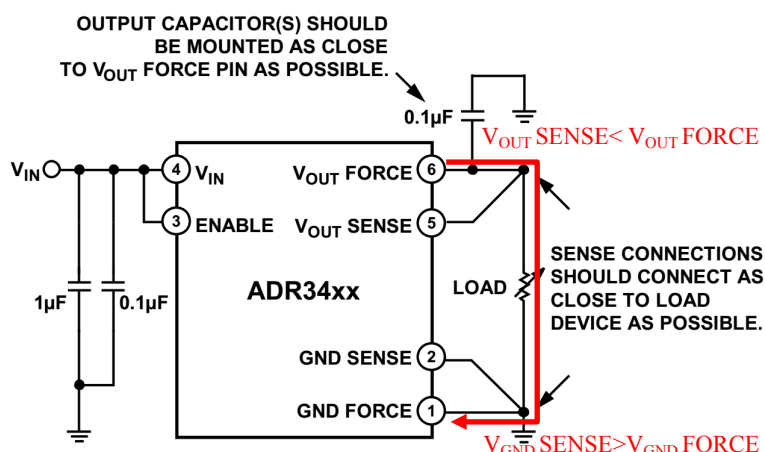 OUTPUT CAPACITOR(S) SHOULD
BE MOUNTED AS CLOSE
TO VOUT FORCE PIN AS POSSIBLE.
0.1µF
VOUT SENSE< VOUT FORCE
VIN
4
VIN
VOUT FORCE
6
3
ENABLE
VOUT SENSE
5
1µF
0.1µF
ADR34xx
LOAD
SENSE CONNECTIONS
SHOULD CONNECT AS
CLOSE TO LOAD
DEVICE AS POSSIBLE.
GND SENSE
2
GND FORCE
1
VGND SENSE>VGND FORCE